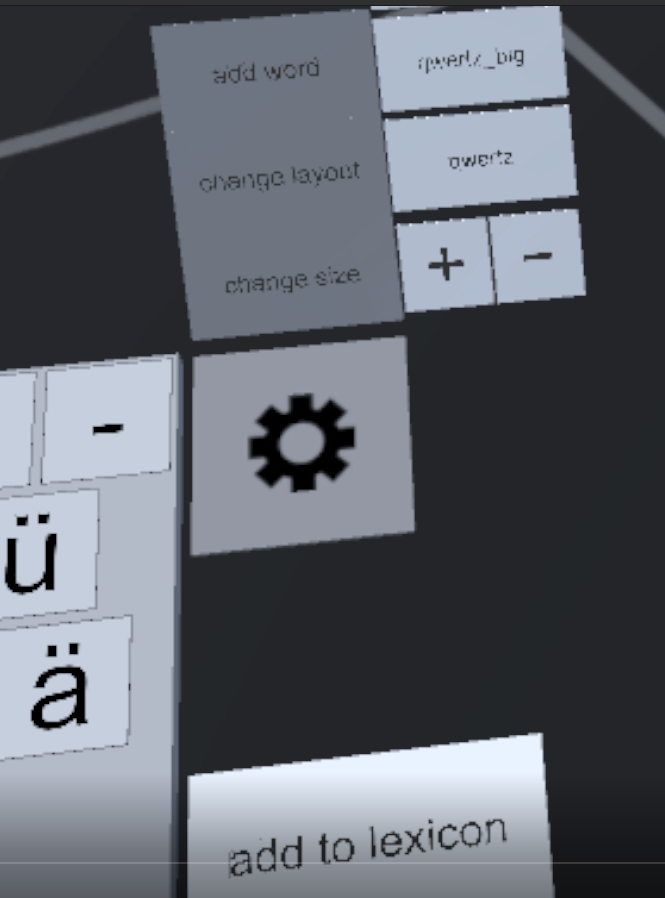 add word
qwertz_big
change layout
qwertz
change size
+ -
-
ü
ä
add to lexicon